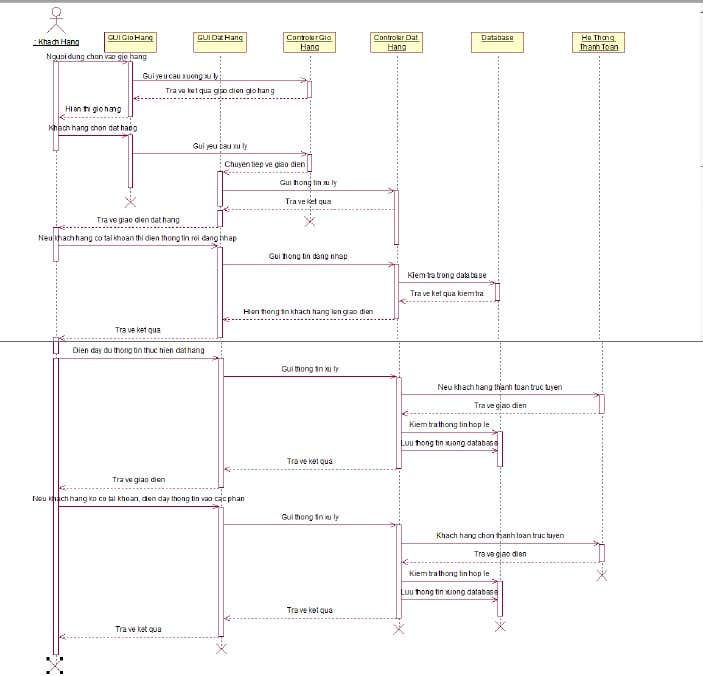 : Khach Hang
GUI Gio Hang
GUI Dat Hang
Controler Gio
Hang
Controler Dat
Hang
Database
He Thong
Thanh Toan
Nguoi dung chon vao gio hang
Gui yeu cau xuong xu ly
Tra ve ket qua giao dien gio hang
Hien thi gio hang
Khach hang chon dat hang
Gui yeu cau xu ly
Chuyen tiep ve giao dien
Gui thong tin xu ly
Tra ve ket qua
Tra ve giao dien dat hang
Neu khach hang co tai khoan thi dien thong tin roi dang nhap
Gui thong tin dang nhap
Kiem tra trong database
Tra ve ket qua kiem tra
Hien thong tin khach hang len giao dien
Tra ve ket qua
Dien day du thong tin thuc hien dat hang
Gui thong tin xu ly
Neu khach hang thanh toan truc tuyen
Tra ve giao dien
Kiem tra thong tin hop le
Luu thong tin xuong database
Tra ve ket qua
Tra ve giao dien
Neu khach hang ko co tai khoan, dien day thong tin vao cac phan
Gui thong tin xu ly
Khach hang chon thanh toan truc tuyen
Tra ve giao dien
Kiem tra thong tin hop le
Luu thong tin xuong database
Tra ve ket qua
Tra ve ket qua